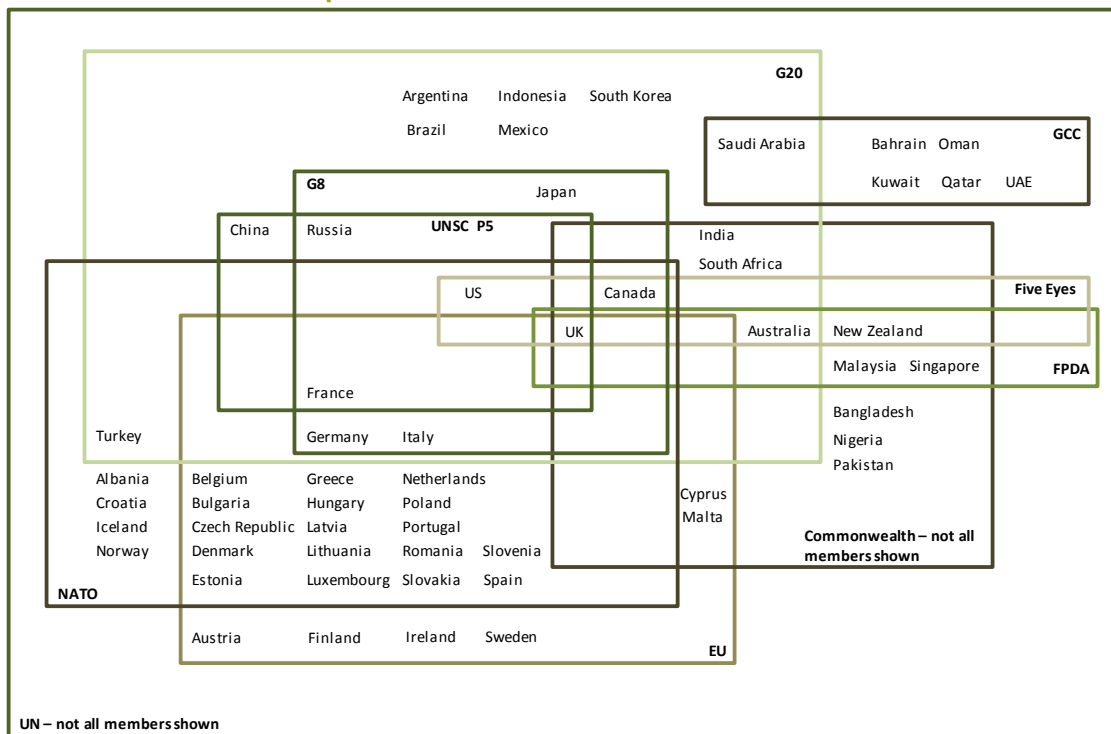 G20
Argentina Indonesia South Korea
Brazil Mexico
Saudi Arabia Bahrain Oman GCC
Kuwait Qatar UAE
G8
Japan
China Russia UNSC P5 India
South Africa
US Canada Five Eyes
UK Australia New Zealand
Malaysia Singapore FPDA
France
Bangladesh
Turkey Germany Italy Nigeria
Pakistan
Albania Belgium Greece Netherlands
Croatia Bulgaria Hungary Poland Cyprus
Iceland Czech Republic Latvia Portugal Malta
Norway Denmark Lithuania Romania Slovenia
Commonwealth – not all
members shown
Estonia Luxembourg Slovakia Spain
NATO
Austria Finland Ireland Sweden
EU
UN – not all members shown